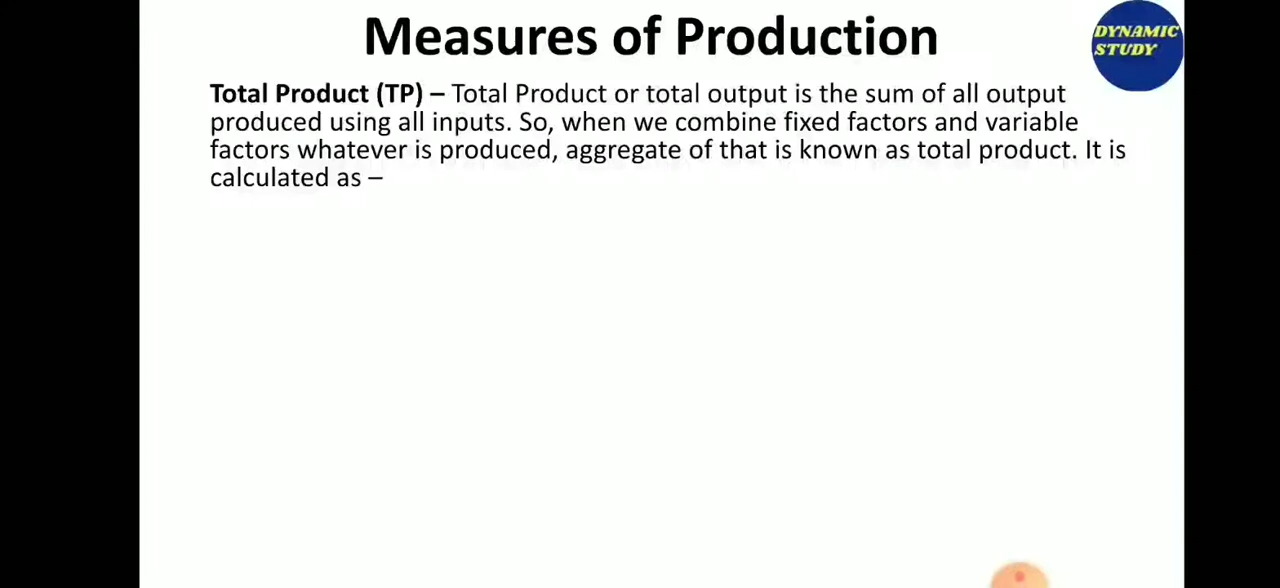 Measures of Production
DYNAMIC
STUDY
Total Product (TP) – Total Product or total output is the sum of all output
produced using all inputs. So, when we combine fixed factors and variable
factors whatever is produced, aggregate of that is known as total product. It is
calculated as –